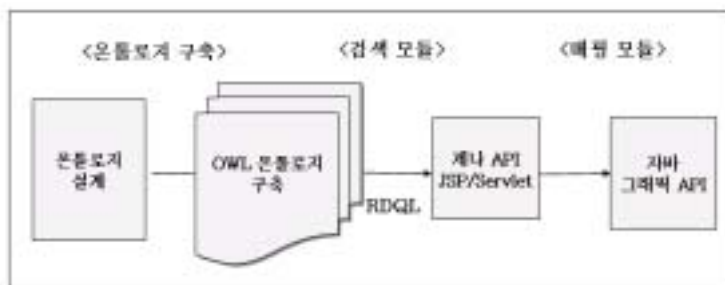 <온톨로지 구축>
<검색 모듈>
<매핑 모듈>
온톨로지
설계
OWL 온톨로지
구축
RDQL
제나 API
JSP/Servlet
자바
그래픽 API